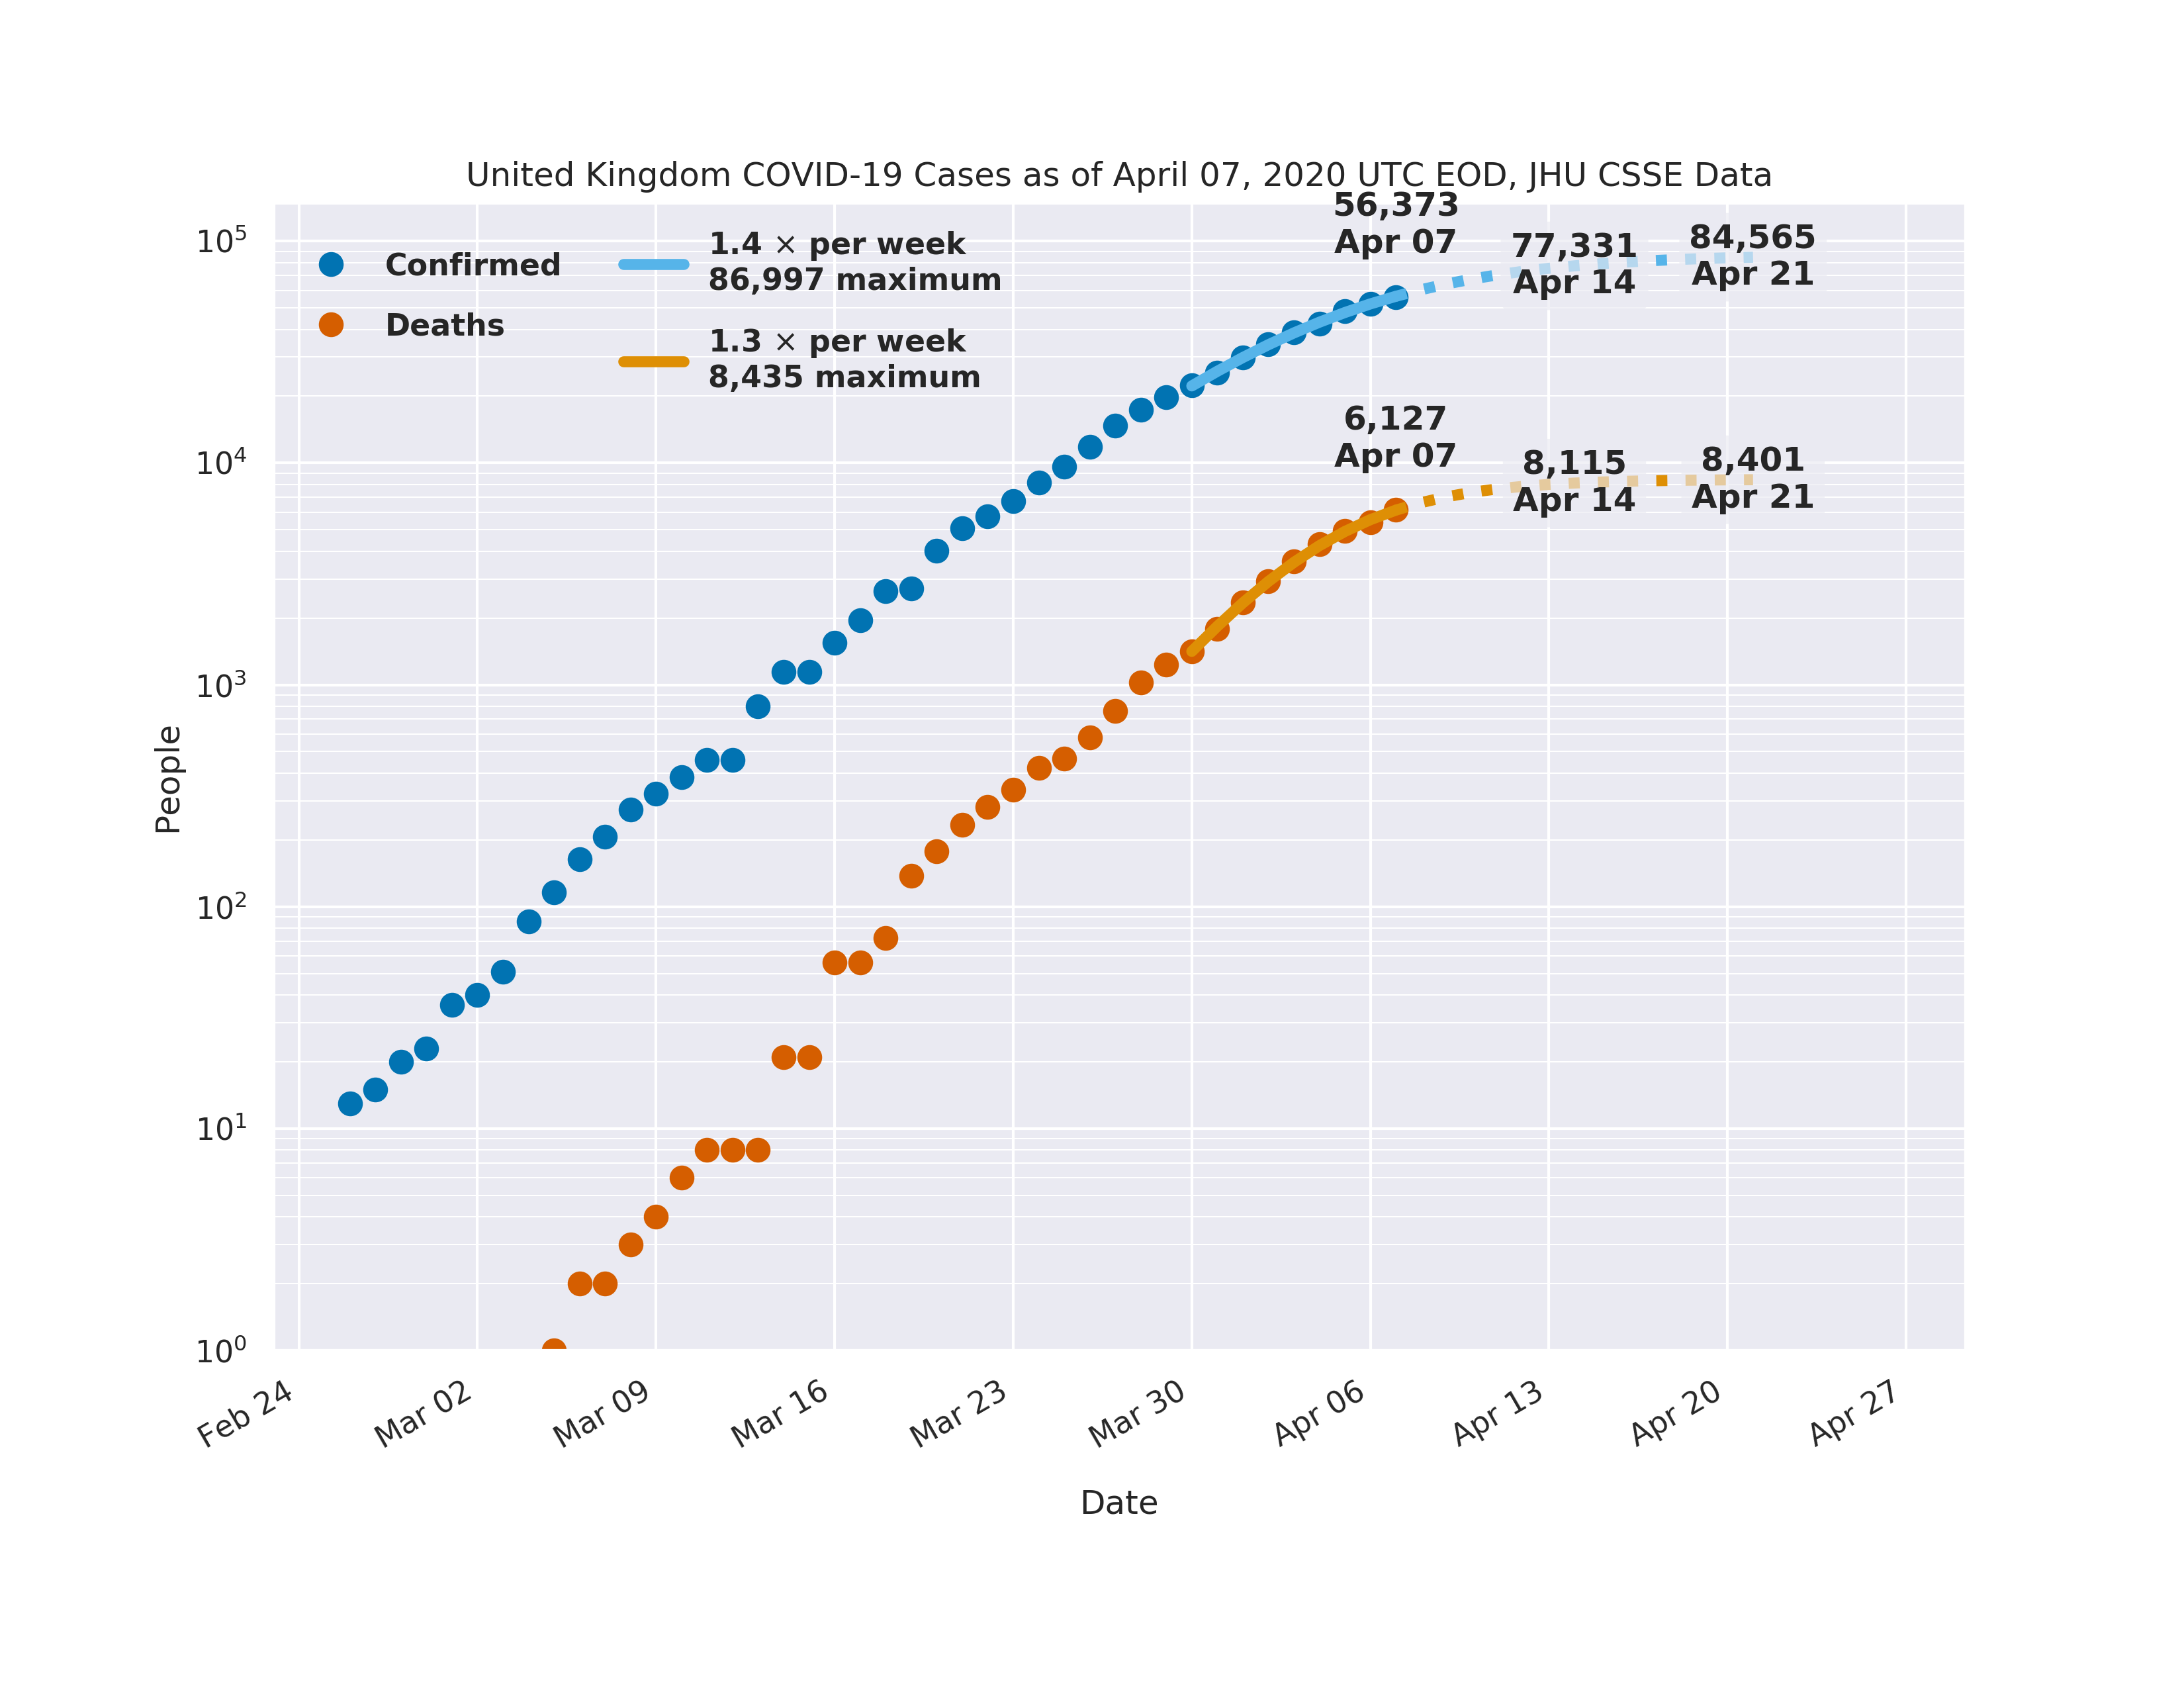 United Kingdom COVID-19 Cases as of April 07, 2020 UTC EOD, JHU CSSE Data
56,373
Apr 07
77,331
Apr 14
84,565
Apr 21
Confirmed
Deaths
1.4 × per week
86,997 maximum
1.3 × per week
8,435 maximum
6,127
Apr 07
8,115
Apr 14
8,401
Apr 21
10⁵
10⁴
10³
10²
10¹
10⁰
People
Feb 24
Mar 02
Mar 09
Mar 16
Mar 23
Mar 30
Apr 06
Apr 13
Apr 20
Apr 27
Date